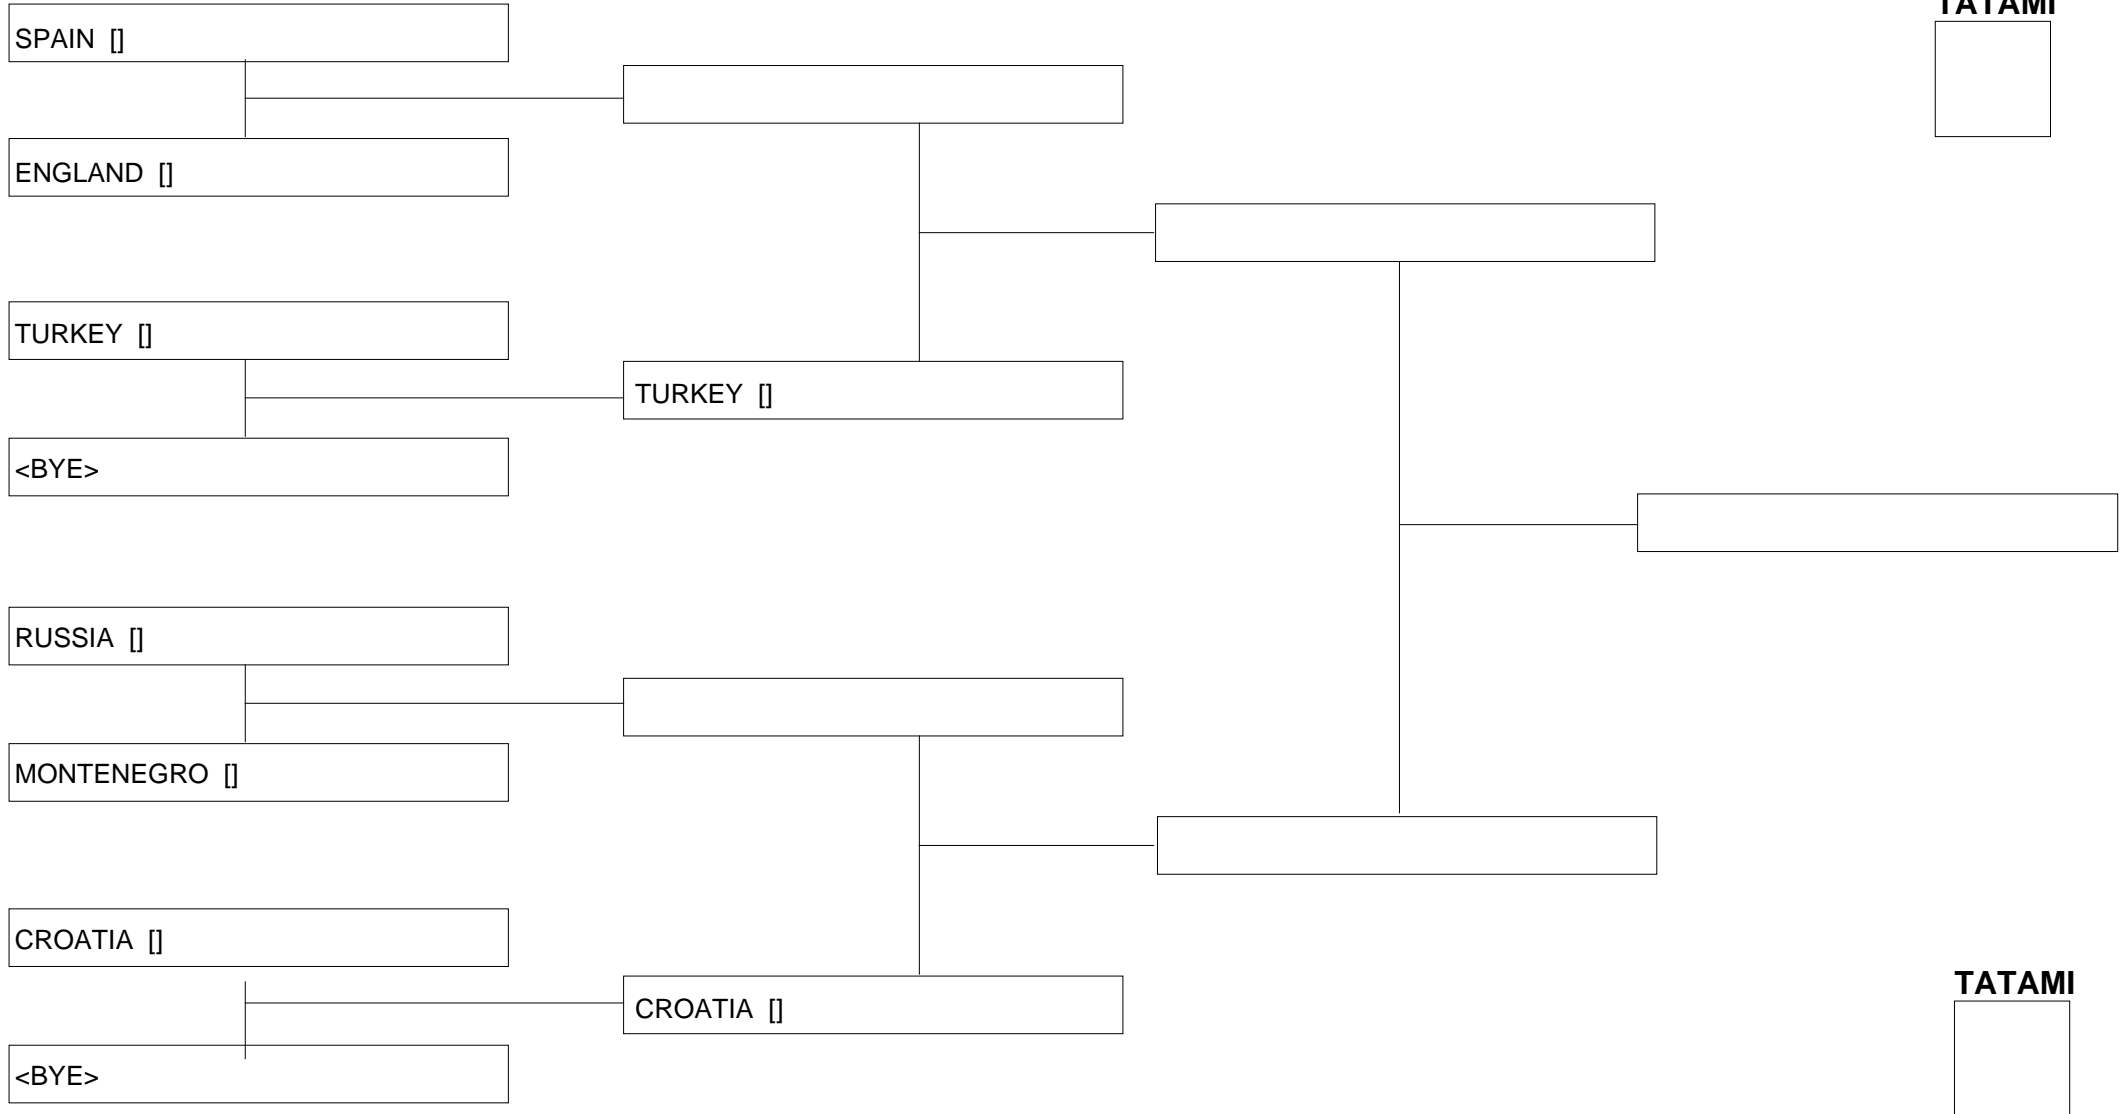 TATAMI
SPAIN []
ENGLAND []
TURKEY []
TURKEY []
<BYE>
RUSSIA []
MONTENEGRO []
CROATIA []
TATAMI
CROATIA []
<BYE>